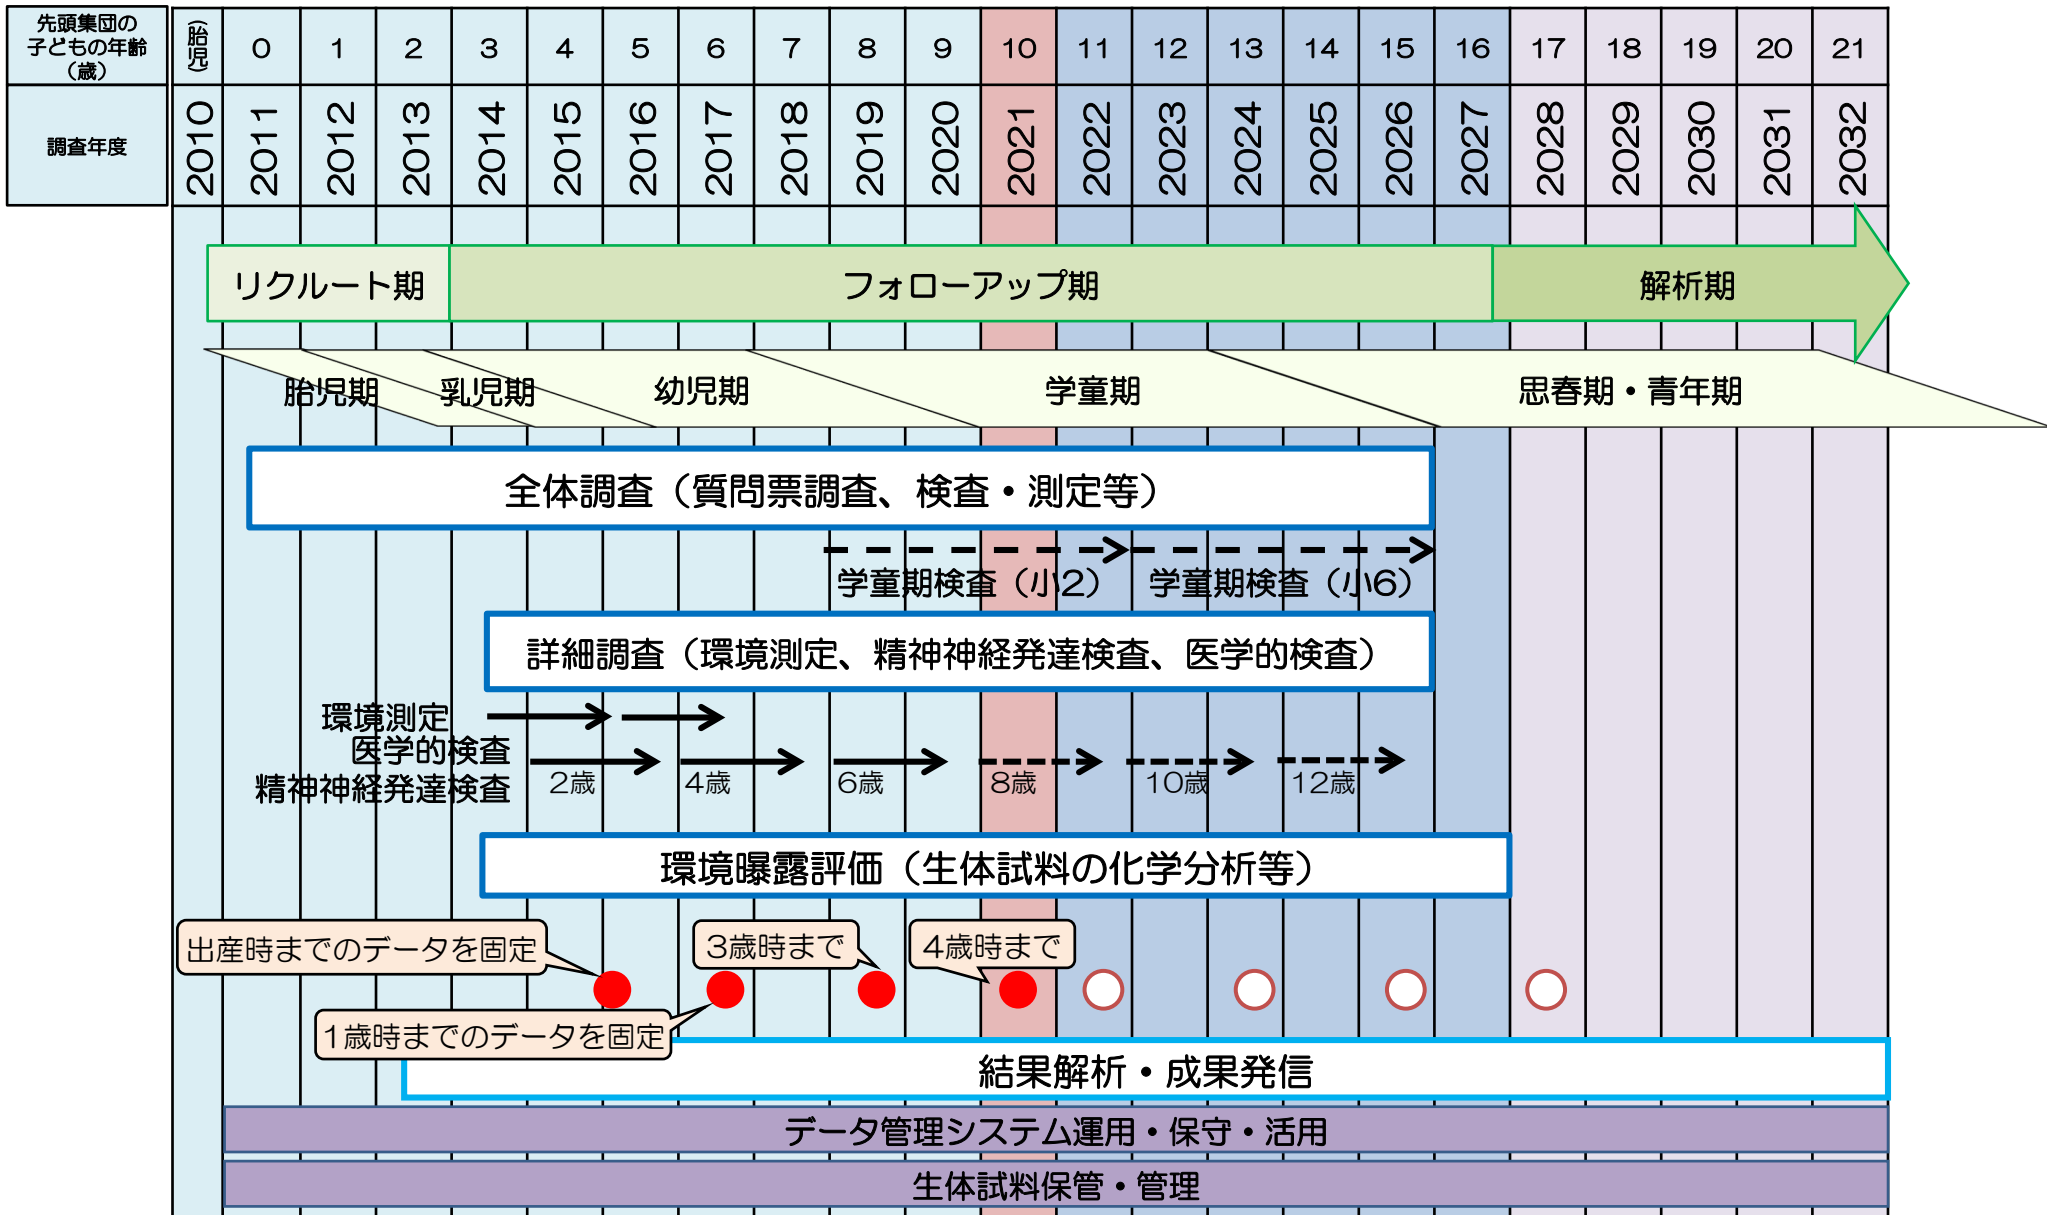 先頭集団の
子どもの年齢
（歳）
（胎児） 0 1 2 3 4 5 6 7 8 9 10 11 12 13 14 15 16 17 18 19 20 21
調査年度 2010 2011 2012 2013 2014 2015 2016 2017 2018 2019 2020 2021 2022 2023 2024 2025 2026 2027 2028 2029 2030 2031 2032
リクルート期 フォローアップ期 解析期
胎児期 乳児期 幼児期 学童期 思春期・青年期
全体調査（質問票調査、検査・測定等）
学童期検査（小2） 学童期検査（小6）
詳細調査（環境測定、精神神経発達検査、医学的検査）
環境測定
医学的検査
精神神経発達検査
2歳 4歳 6歳 8歳 10歳 12歳
環境曝露評価（生体試料の化学分析等）
出産時までのデータを固定 3歳時まで 4歳時まで
1歳時までのデータを固定
結果解析・成果発信
データ管理システム運用・保守・活用
生体試料保管・管理